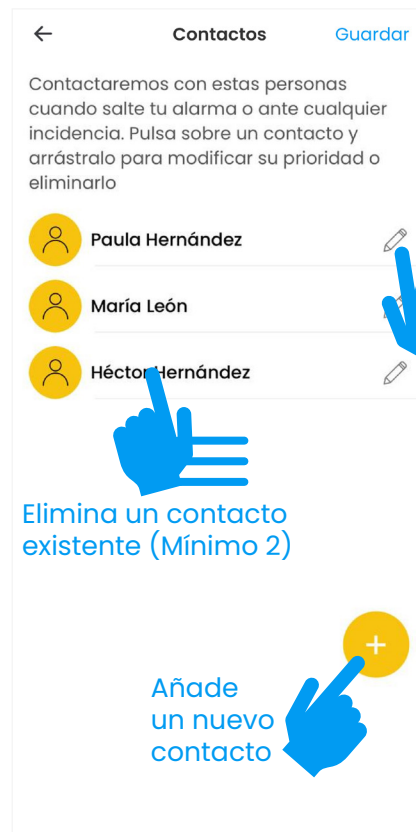 Contactos
Guardar
Contactaremos con estas personas
cuando salte tu alarma o ante cualquier
incidencia. Pulsa sobre un contacto y
arrástralo para modificar su prioridad o
eliminarlo
Paula Hernández
María León
Héctor Hernández
Elimina un contacto
existente (Mínimo 2)
Añade
un nuevo
contacto